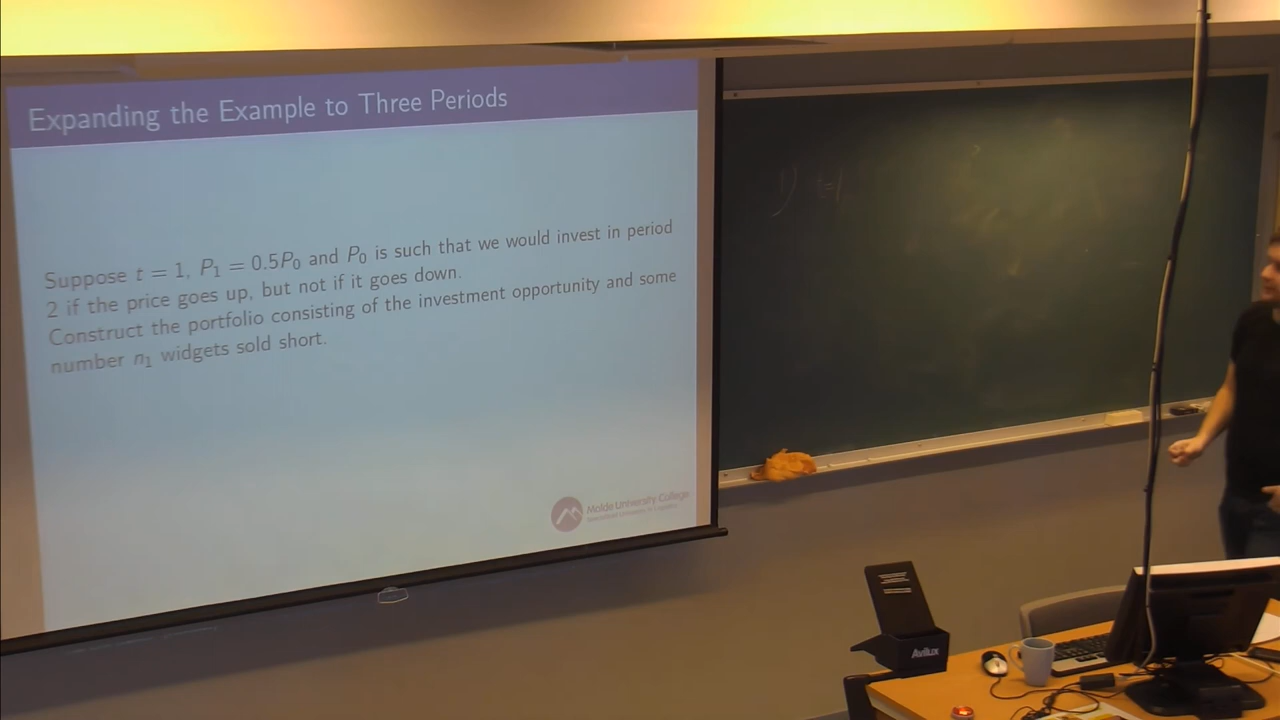 Expanding the Example to Three Periods
Suppose t = 1, P₁ = 0.5P₀ and P₀ is such that we would invest in period
2 if the price goes up, but not if it goes down.
Construct the portfolio consisting of the investment opportunity and some
number n₁ widgets sold short.
Molde University College
Avilux